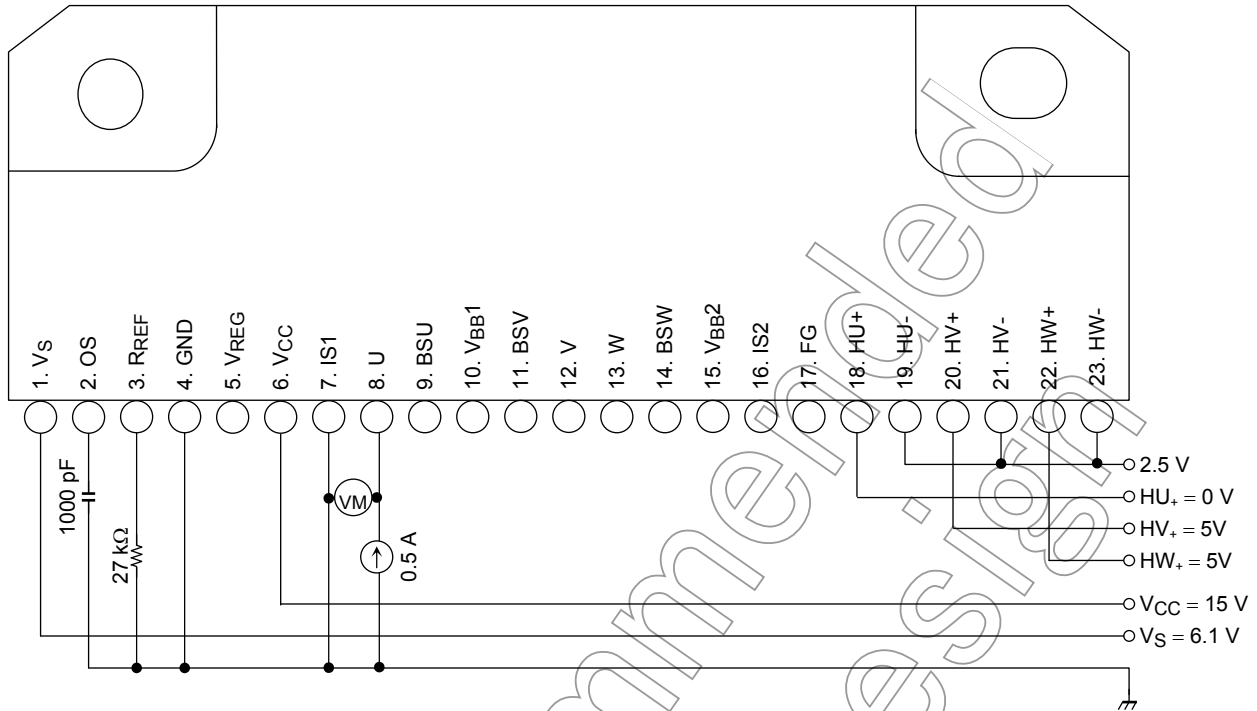 1. VS
2. OS
3. RREF
4. GND
5. VREG
6. VCC
7. IS1
8. U
9. BSU
10. VBB1
11. BSV
12. V
13. W
14. BSW
15. VBB2
16. IS2
17. FG
18. HU+
19. HU-
20. HV+
21. HV-
22. HW+
23. HW-
1000 pF
27 kΩ
VM
0.5 A
2.5 V
HU+ = 0 V
HV+ = 5V
HW+ = 5V
VCC = 15 V
VS = 6.1 V